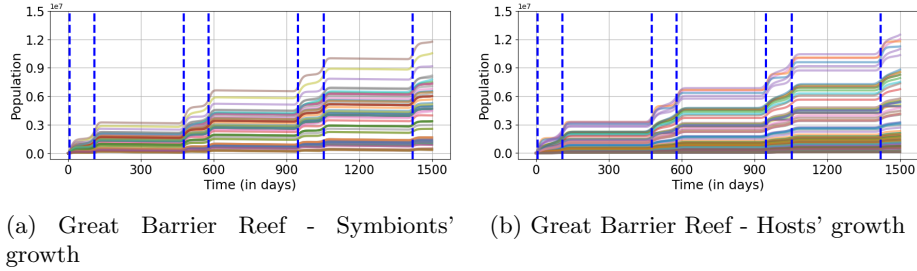 1e7
1.5
1.2
0.9
0.6
0.3
0.0
Population
0 300 600 900 1200 1500
Time (in days)
(a) Great Barrier Reef - Symbionts'
growth
1e7
1.5
1.2
0.9
0.6
0.3
0.0
Population
0 300 600 900 1200 1500
Time (in days)
(b) Great Barrier Reef - Hosts' growth